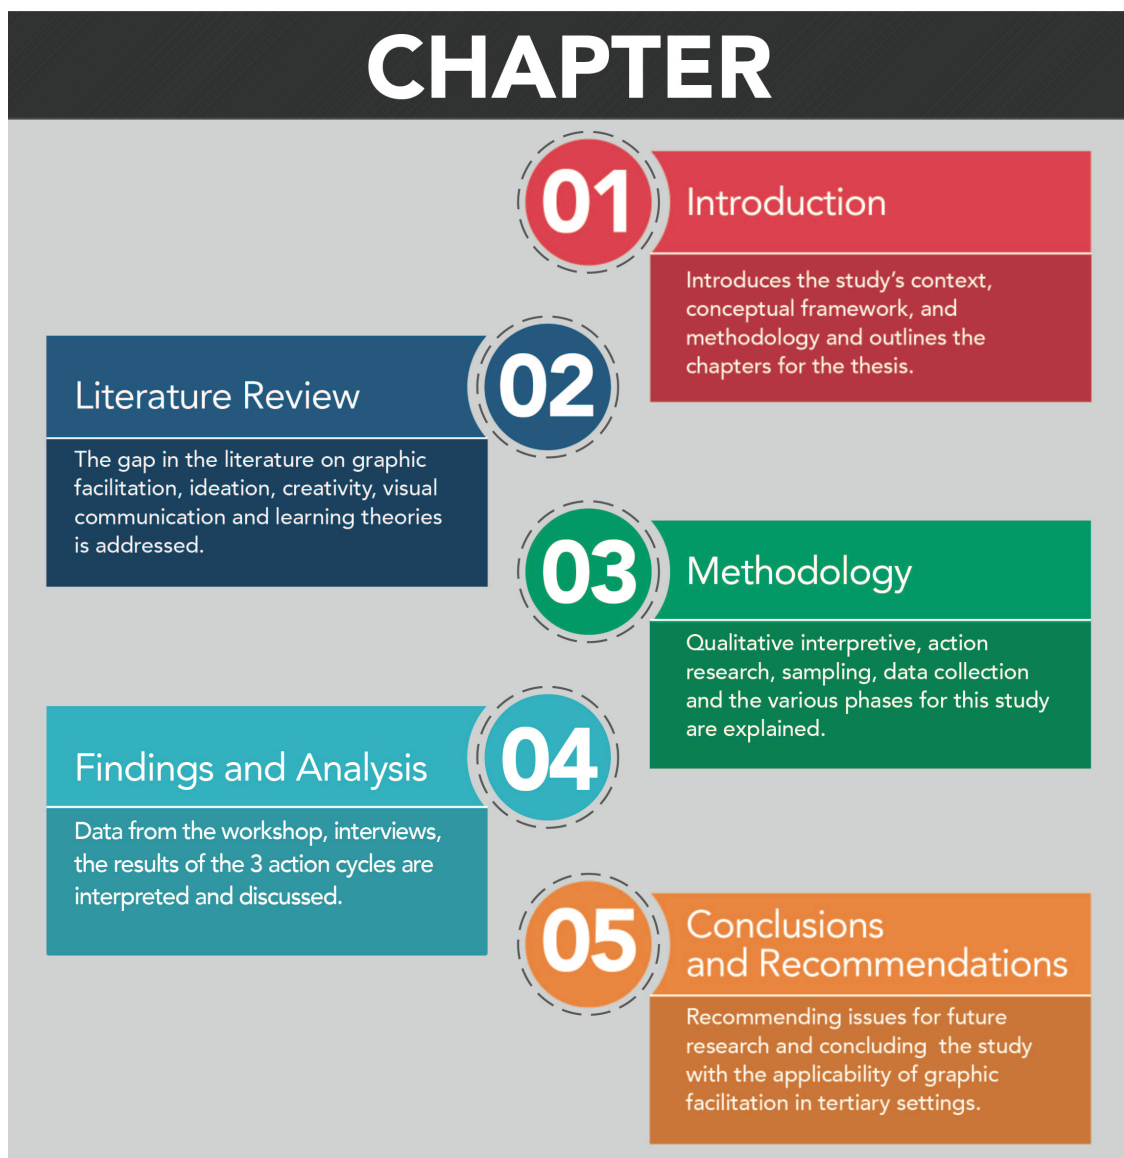 CHAPTER
01
Introduction
Introduces the study’s context,
conceptual framework, and
methodology and outlines the
chapters for the thesis.
02
Literature Review
The gap in the literature on graphic
facilitation, ideation, creativity, visual
communication and learning theories
is addressed.
03
Methodology
Qualitative interpretive, action
research, sampling, data collection
and the various phases for this study
are explained.
04
Findings and Analysis
Data from the workshop, interviews,
the results of the 3 action cycles are
interpreted and discussed.
05
Conclusions
and Recommendations
Recommending issues for future
research and concluding  the study
with the applicability of graphic
facilitation in tertiary settings.